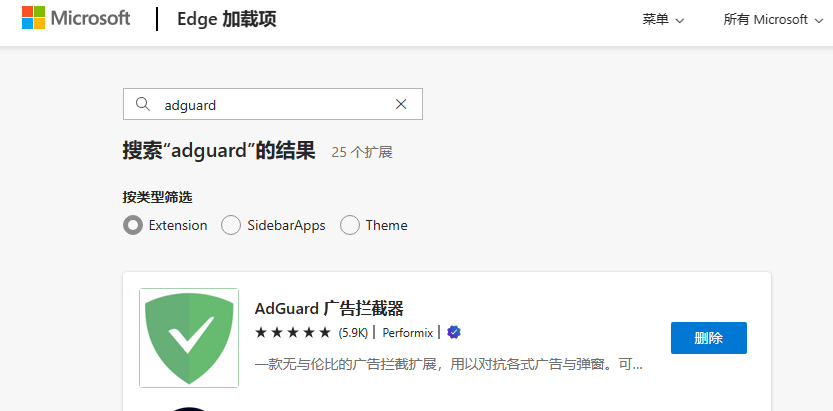 Microsoft | Edge 加载项 菜单 所有 Microsoft
adguard
搜索“adguard”的结果 25 个扩展
按类型筛选
Extension SidebarApps Theme
AdGuard 广告拦截器
(5.9K) | Performix |
删除
一款无与伦比的广告拦截扩展，用以对抗各式广告与弹窗。可...